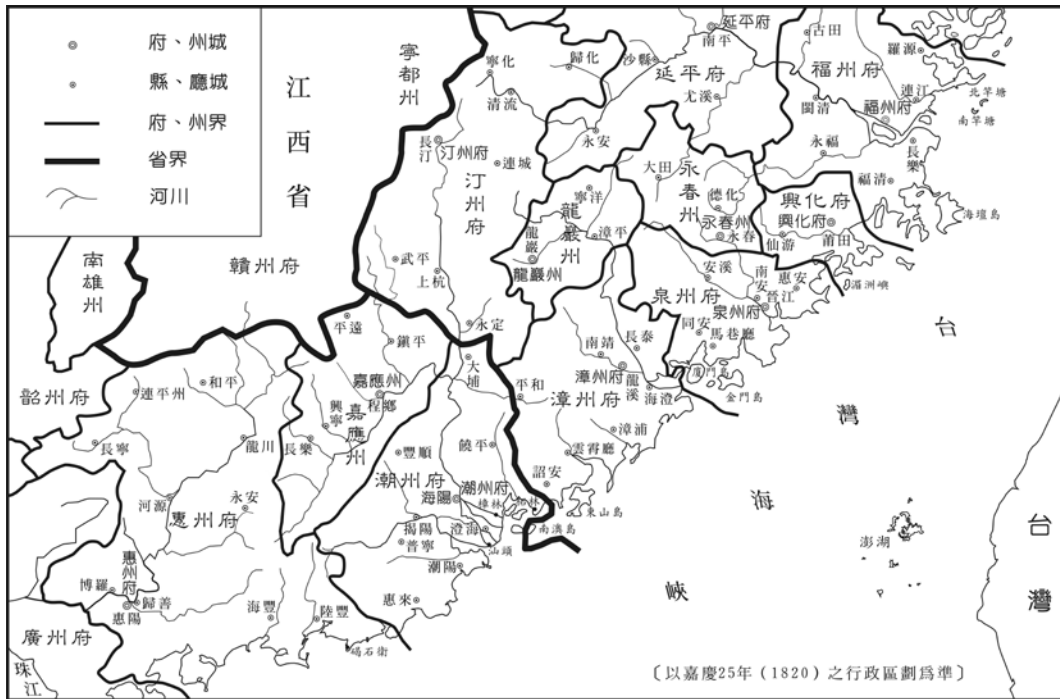 府、州城
縣、廳城
府、州界
省界
河川
江西省
寧都州
南雄州
贛州府
韶州府
廣州府
珠江
延平府
南平
古田
羅源
寧化
歸化
沙縣
延平府
福州府
清流
尤溪
閩清
連江
北竿塘
南竿塘
福州府
永安
長汀
汀州府
連城
永福
長樂
大田
福清
汀州府
寧洋
德化
永春州
興化府
興化府
海壇島
龍巖州
龍巖
漳平
永春州
永春
仙游
莆田
武平
上杭
龍巖州
安溪
南安
惠安
湄洲嶼
泉州府
泉州府
晉江
平遠
永定
長泰
同安
馬巷廳
鎮平
南靖
大埔
漳州府
龍溪
廈門島
海澄
金門島
嘉應州
程鄉
平和
漳州府
連平州
和平
興寧
嘉應州
漳浦
長寧
龍川
長樂
豐順
饒平
雲霄廳
潮州府
潮州府
詔安
河源
永安
海陽
樟林
柘林
東山島
惠州府
揭陽
澄海
南澳島
普寧
汕頭
惠州府
潮陽
博羅
歸善
惠陽
海豐
陸豐
惠來
碣石衛
台灣海峽
澎湖
台灣
〔以嘉慶25年(1820)之行政區劃爲準〕